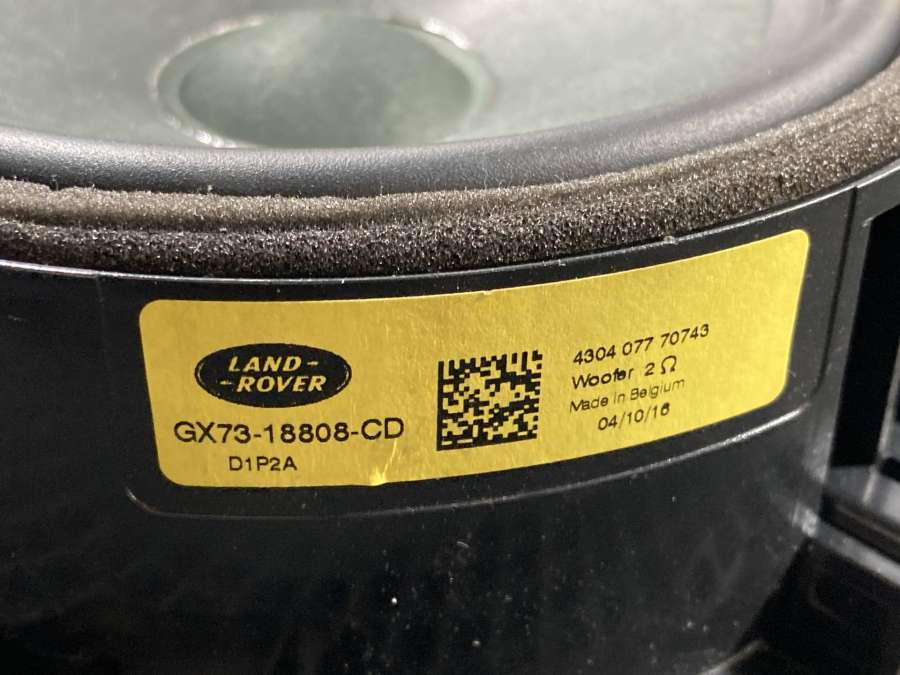 LAND-
-ROVER
GX73-18808-CD
D1P2A
4304 077 70743
Woofer 2 Ω
Made in Belgium
04/10/16